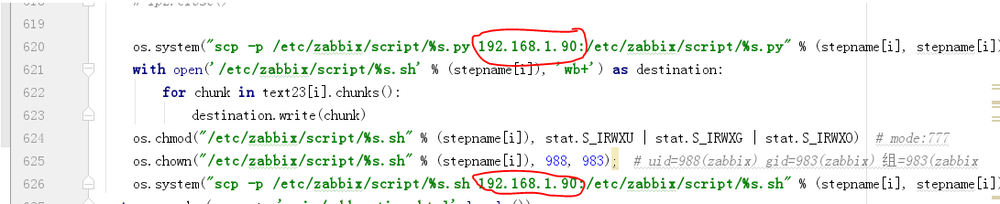 619
620 os.system("scp -p /etc/zabbix/script/%s.py 192.168.1.90:/etc/zabbix/script/%s.py" % (stepname[i], stepname[i]
621 with open('/etc/zabbix/script/%s.sh' % (stepname[i]), 'wb+') as destination:
622 for chunk in text23[i].chunks():
623 destination.write(chunk)
624 os.chmod("/etc/zabbix/script/%s.sh" % (stepname[i]), stat.S_IRWXU | stat.S_IRWXG | stat.S_IRWXO) # mode:777
625 os.chown("/etc/zabbix/script/%s.sh" % (stepname[i]), 988, 983); # uid=988(zabbix) gid=983(zabbix) 组=983(zabbix
626 os.system("scp -p /etc/zabbix/script/%s.sh 192.168.1.90:/etc/zabbix/script/%s.sh" % (stepname[i], stepname[i]